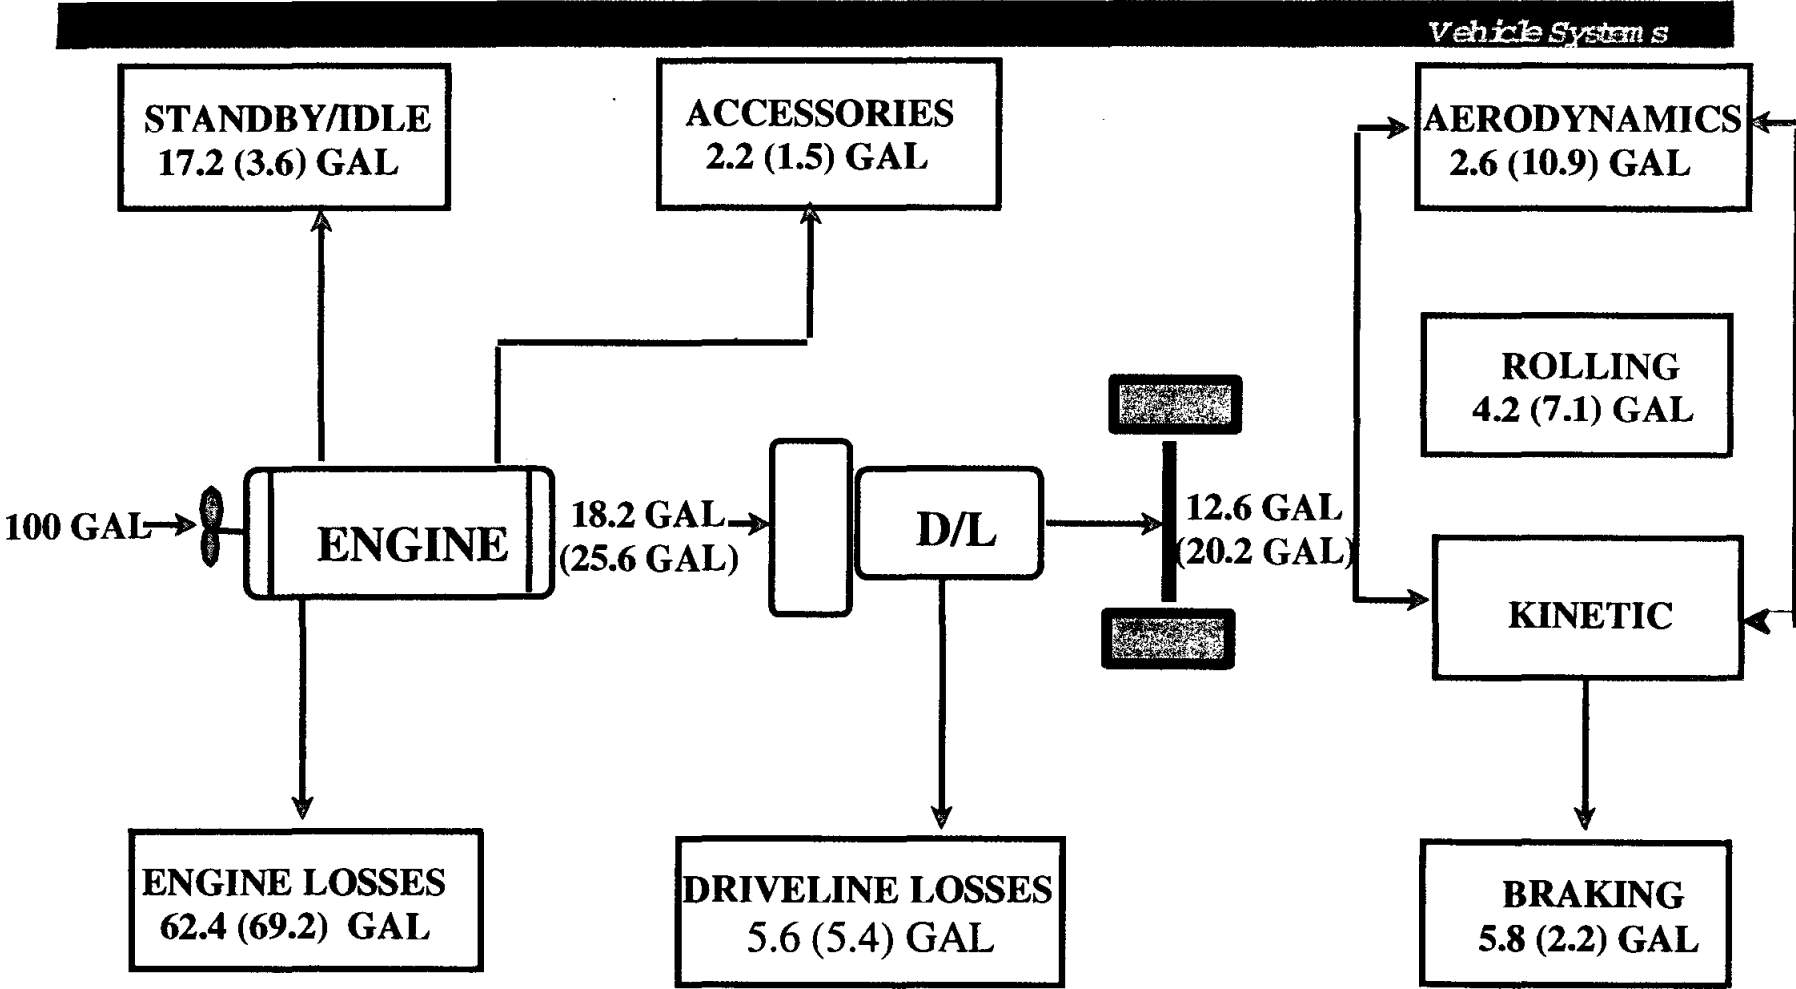 Vehicle Systems
STANDBY/IDLE
17.2 (3.6) GAL
ACCESSORIES
2.2 (1.5) GAL
AERODYNAMICS
2.6 (10.9) GAL
ROLLING
4.2 (7.1) GAL
100 GAL
ENGINE
18.2 GAL
(25.6 GAL)
D/L
12.6 GAL
(20.2 GAL)
KINETIC
ENGINE LOSSES
62.4 (69.2) GAL
DRIVELINE LOSSES
5.6 (5.4) GAL
BRAKING
5.8 (2.2) GAL